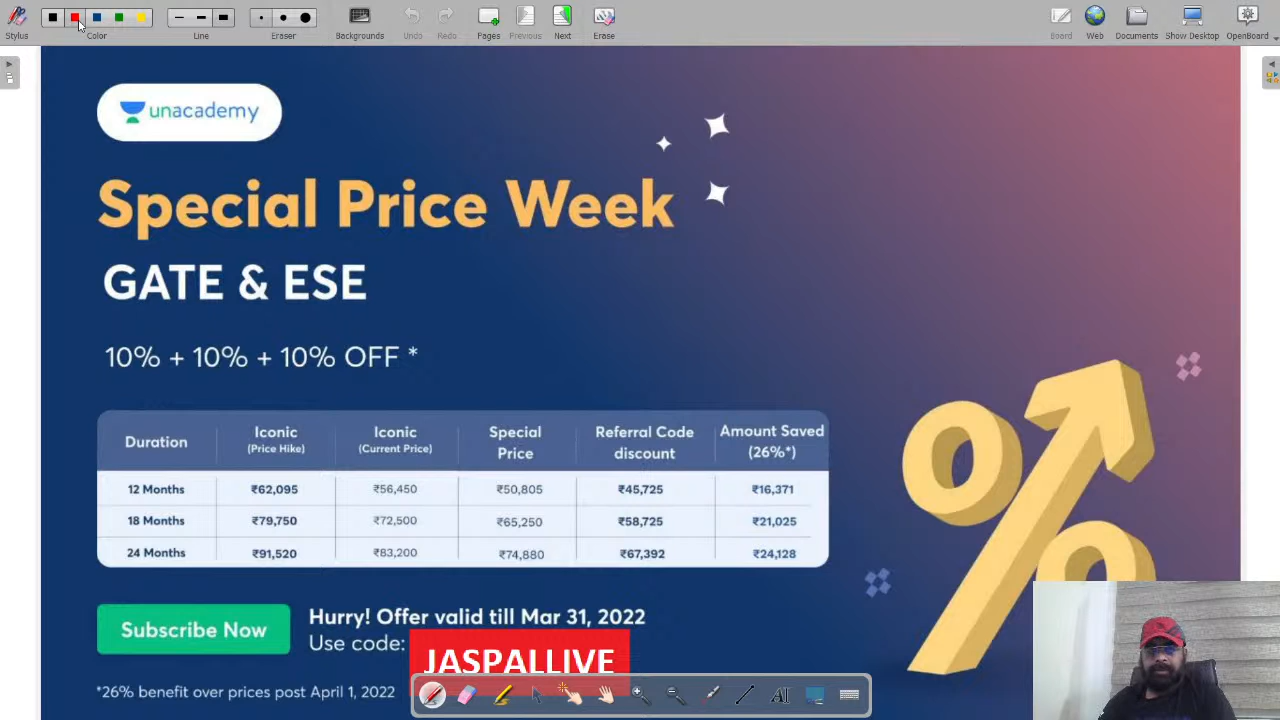 Stylus Color Line Eraser Backgrounds Undo Redo Pages Previous Next Erase Board Web Documents Show Desktop OpenBoard
unacademy
Special Price Week
GATE & ESE
10% + 10% + 10% OFF *
Duration Iconic (Price Hike) Iconic (Current Price) Special Price Referral Code discount Amount Saved (26%*)
12 Months ₹62,095 ₹56,450 ₹50,805 ₹45,725 ₹16,371
18 Months ₹79,750 ₹72,500 ₹65,250 ₹58,725 ₹21,025
24 Months ₹91,520 ₹83,200 ₹74,880 ₹67,392 ₹24,128
Subscribe Now
Hurry! Offer valid till Mar 31, 2022
Use code:
JASPALLIVE
*26% benefit over prices post April 1, 2022